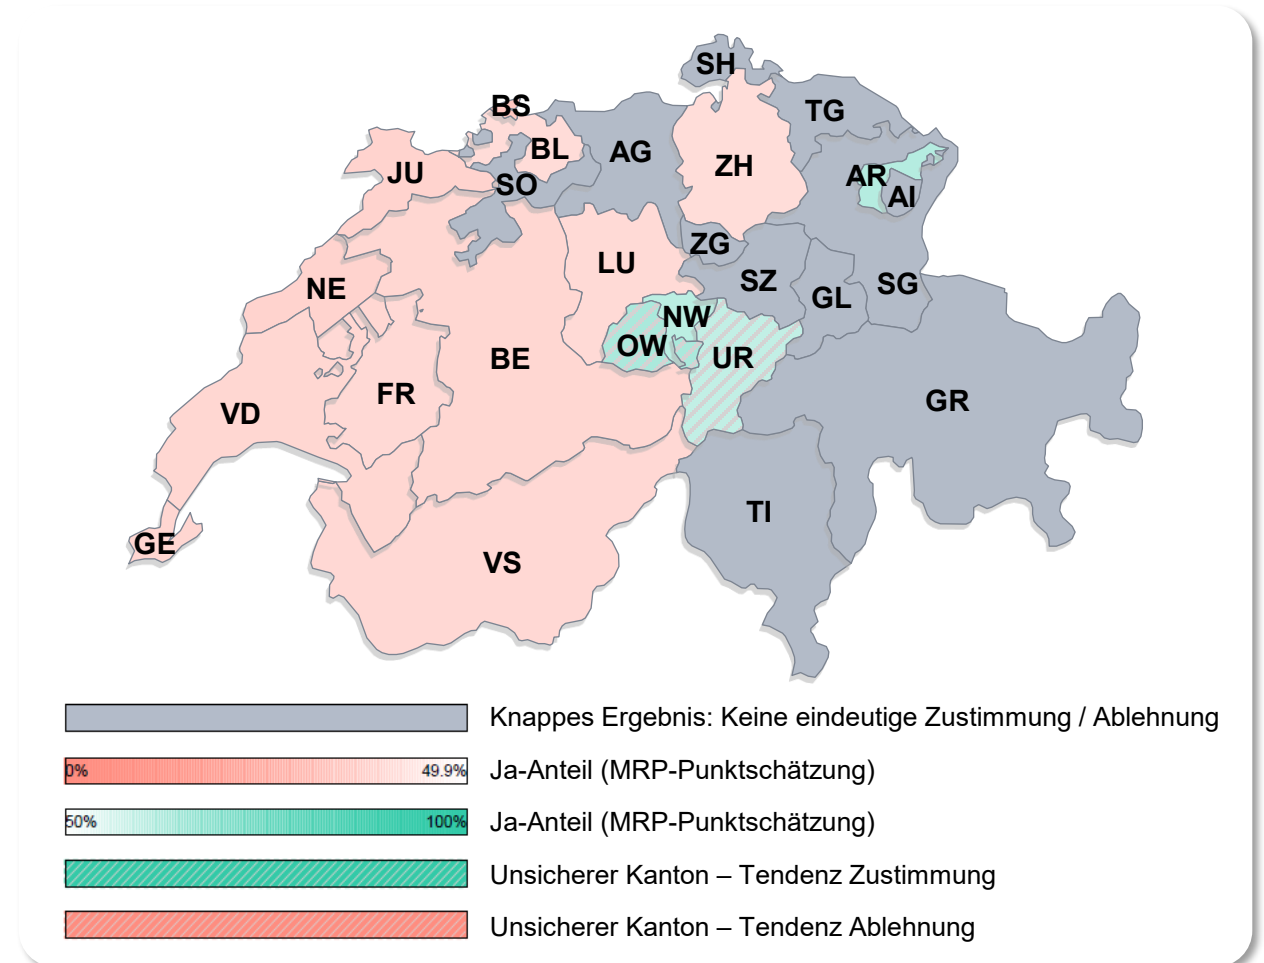 SH
BS
TG
BL
AG
JU
ZH
AR
SO
AI
ZG
LU
SZ
SG
NE
GL
NW
OW
UR
BE
FR
GR
VD
TI
GE
VS
Knappes Ergebnis: Keine eindeutige Zustimmung / Ablehnung
0% 49.9% Ja-Anteil (MRP-Punktschätzung)
50% 100% Ja-Anteil (MRP-Punktschätzung)
Unsicherer Kanton – Tendenz Zustimmung
Unsicherer Kanton – Tendenz Ablehnung